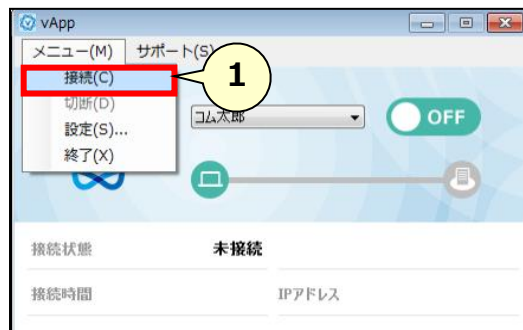 vApp
メニュー(M) サポート(S)
接続(C)
1
切断(D)
設定(S)...
終了(X)
コム太郎
OFF
接続状態 未接続
接続時間 IPアドレス